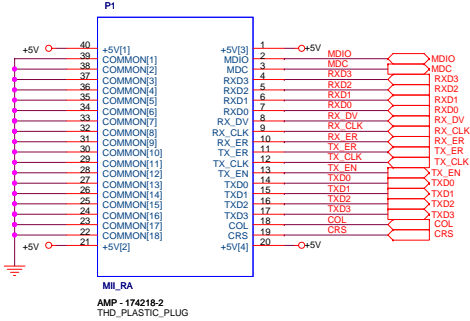 P1
+5V 40 +5V[1] +5V[3] 1 +5V
39 COMMON[1] MDIO 2 MDIO MDIO
38 COMMON[2] MDC 3 MDC MDC
37 COMMON[3] RXD3 4 RXD3 RXD3
36 COMMON[4] RXD2 5 RXD2 RXD2
35 COMMON[5] RXD1 6 RXD1 RXD1
34 COMMON[6] RXD0 7 RXD0 RXD0
33 COMMON[7] RX_DV 8 RX_DV RX_DV
32 COMMON[8] RX_CLK 9 RX_CLK RX_CLK
31 COMMON[9] RX_ER 10 RX_ER RX_ER
30 COMMON[10] TX_ER 11 TX_ER TX_ER
29 COMMON[11] TX_CLK 12 TX_CLK TX_CLK
28 COMMON[12] TX_EN 13 TX_EN TX_EN
27 COMMON[13] TXD0 14 TXD0 TXD0
26 COMMON[14] TXD1 15 TXD1 TXD1
25 COMMON[15] TXD2 16 TXD2 TXD2
24 COMMON[16] TXD3 17 TXD3 TXD3
23 COMMON[17] COL 18 COL COL
22 COMMON[18] CRS 19 CRS CRS
+5V 21 +5V[2] +5V[4] 20 +5V
MII_RA
AMP - 174218-2
THD_PLASTIC_PLUG